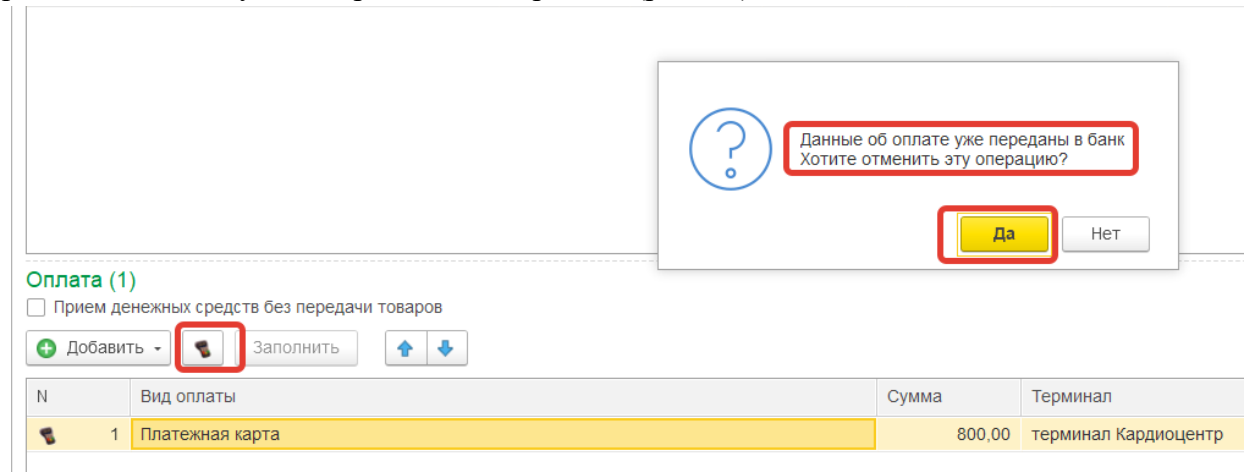 Данные об оплате уже переданы в банк
Хотите отменить эту операцию?
Да Нет
Оплата (1)
Прием денежных средств без передачи товаров
Добавить Заполнить
N Вид оплаты Сумма Терминал
1 Платежная карта 800,00 терминал Кардиоцентр